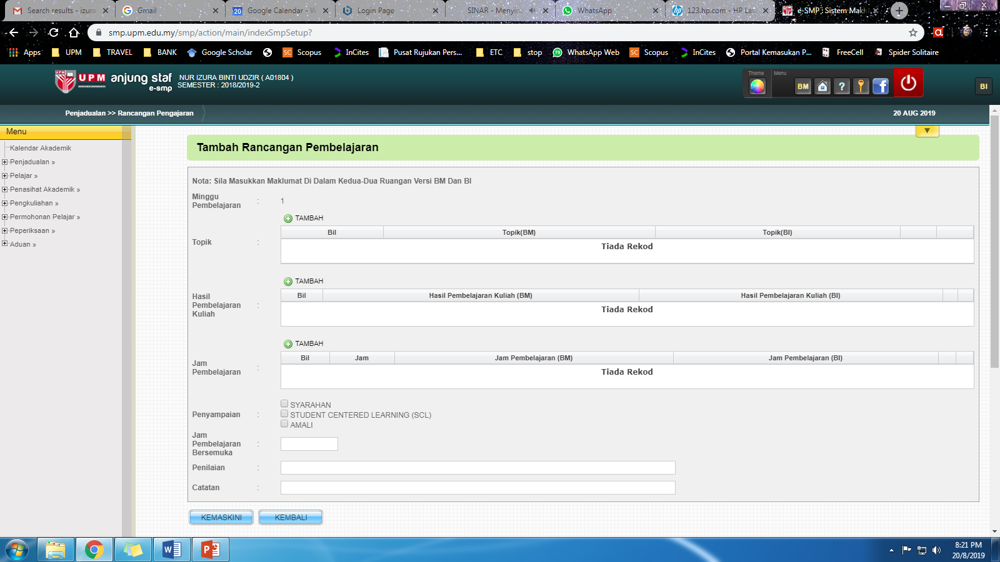 Search results - izura
Gmail
Google Calendar - W
Login Page
SINAR - Menyin
WhatsApp
123.hp.com - HP Las
e-SMP : Sistem Mak
smp.upm.edu.my/smp/action/main/indexSmpSetup?
Apps UPM TRAVEL BANK Google Scholar Scopus InCites Pusat Rujukan Pers... ETC stop WhatsApp Web Scopus InCites Portal Kemasukan P... FreeCell Spider Solitaire
UPM anjung staf
e-smp
NUR IZURA BINTI UDZIR ( A01804 )
SEMESTER : 2018/2019-2
Theme
Menu
BM
BI
Penjadualan >> Rancangan Pengajaran
20 AUG 2019
Menu
Kalendar Akademik
Penjadualan »
Pelajar »
Penasihat Akademik »
Pengkuliahan »
Permohonan Pelajar »
Peperiksaan »
Aduan »
Tambah Rancangan Pembelajaran
Nota: Sila Masukkan Maklumat Di Dalam Kedua-Dua Ruangan Versi BM Dan BI
Minggu Pembelajaran : 1
TAMBAH
Topik :
Bil Topik(BM) Topik(BI)
Tiada Rekod
TAMBAH
Hasil Pembelajaran Kuliah :
Bil Hasil Pembelajaran Kuliah (BM) Hasil Pembelajaran Kuliah (BI)
Tiada Rekod
TAMBAH
Jam Pembelajaran :
Bil Jam Jam Pembelajaran (BM) Jam Pembelajaran (BI)
Tiada Rekod
Penyampaian :
SYARAHAN
STUDENT CENTERED LEARNING (SCL)
AMALI
Jam Pembelajaran Bersemuka :
Penilaian :
Catatan :
KEMASKINI KEMBALI
8:21 PM
20/8/2019